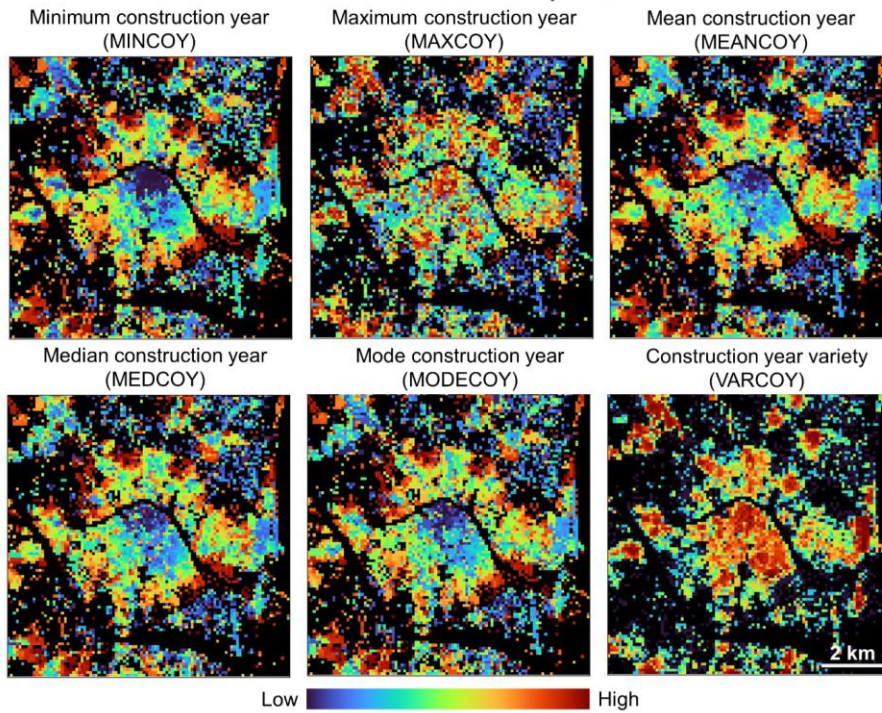 Minimum construction year
(MINCOY)
Maximum construction year
(MAXCOY)
Mean construction year
(MEANCOY)
Median construction year
(MEDCOY)
Mode construction year
(MODECOY)
Construction year variety
(VARCOY)
2 km
Low
High